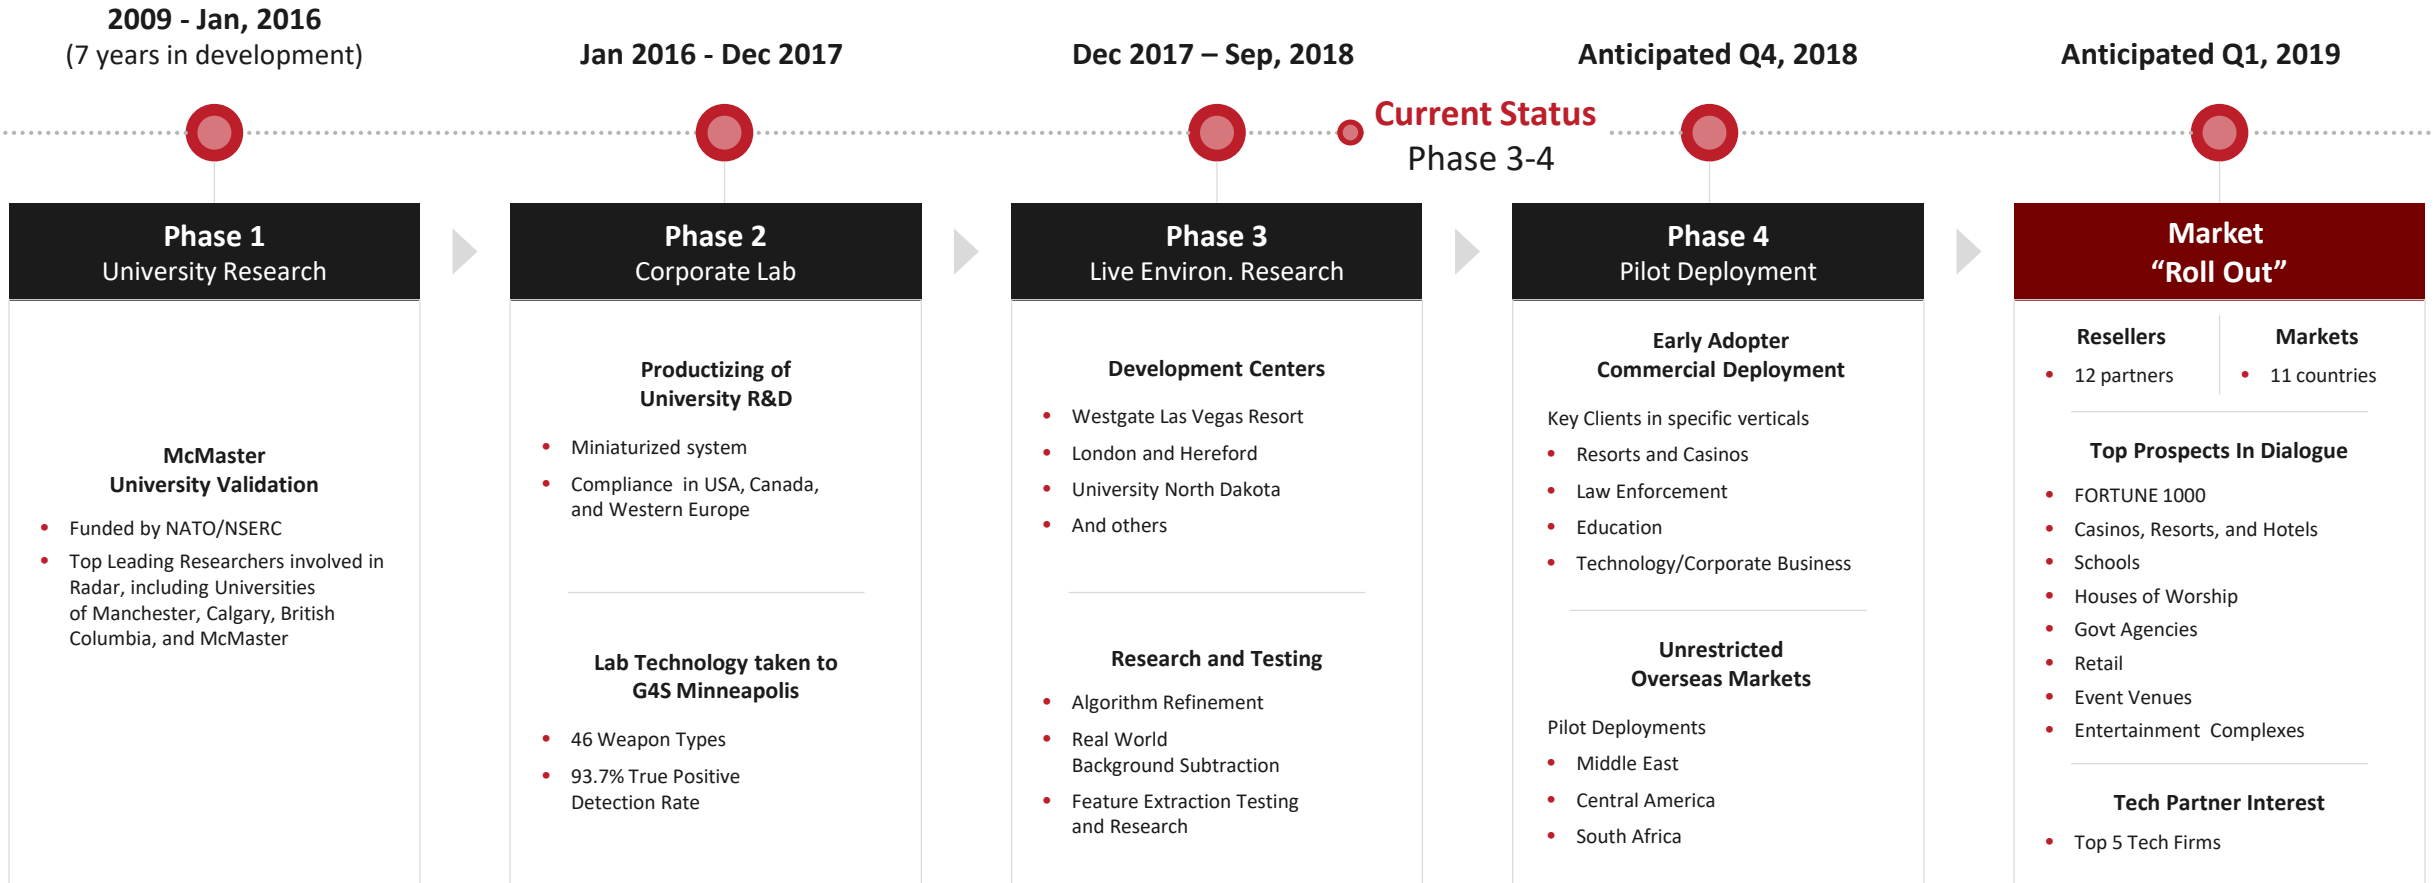 2009 - Jan, 2016
(7 years in development)
Jan 2016 - Dec 2017
Dec 2017 – Sep, 2018
Anticipated Q4, 2018
Anticipated Q1, 2019
Current Status
Phase 3-4
Phase 1
University Research
McMaster
University Validation
• Funded by NATO/NSERC
• Top Leading Researchers involved in
Radar, including Universities
of Manchester, Calgary, British
Columbia, and McMaster
Phase 2
Corporate Lab
Productizing of
University R&D
• Miniaturized system
• Compliance in USA, Canada,
and Western Europe
Lab Technology taken to
G4S Minneapolis
• 46 Weapon Types
• 93.7% True Positive
Detection Rate
Phase 3
Live Environ. Research
Development Centers
• Westgate Las Vegas Resort
• London and Hereford
• University North Dakota
• And others
Research and Testing
• Algorithm Refinement
• Real World
Background Subtraction
• Feature Extraction Testing
and Research
Phase 4
Pilot Deployment
Early Adopter
Commercial Deployment
Key Clients in specific verticals
• Resorts and Casinos
• Law Enforcement
• Education
• Technology/Corporate Business
Unrestricted
Overseas Markets
Pilot Deployments
• Middle East
• Central America
• South Africa
Market
“Roll Out”
Resellers
• 12 partners
Markets
• 11 countries
Top Prospects In Dialogue
• FORTUNE 1000
• Casinos, Resorts, and Hotels
• Schools
• Houses of Worship
• Govt Agencies
• Retail
• Event Venues
• Entertainment Complexes
Tech Partner Interest
• Top 5 Tech Firms